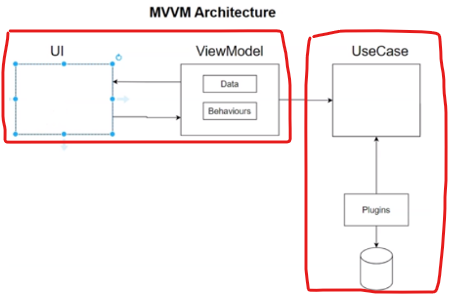 MVVM Architecture
UI
ViewModel
UseCase
Data
Behaviours
Plugins